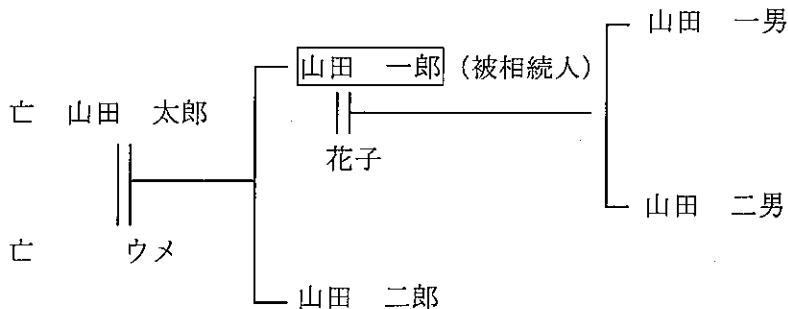 山田 一男
山田 一郎 (被相続人)
亡 山田 太郎
花子
山田 二男
亡 ウメ
山田 二郎